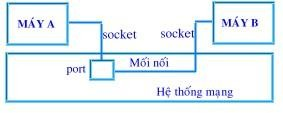 MÁY A
MÁY B
socket
socket
port
Mối nối
Hệ thống mạng